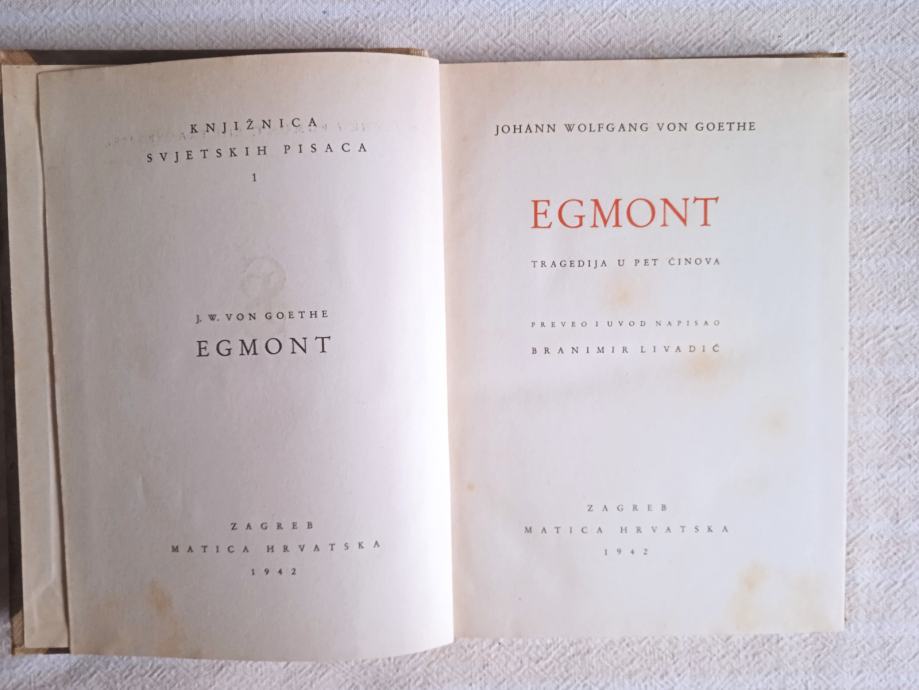 KNJIŽNICA
SVJETSKIH PISACA
1
J. W. VON GOETHE
EGMONT
ZAGREB
MATICA HRVATSKA
1942
JOHANN WOLFGANG VON GOETHE
EGMONT
TRAGEDIJA U PET ČINOVA
PREVEO I UVOD NAPISAO
BRANIMIR LIVADIĆ
ZAGREB
MATICA HRVATSKA
1942